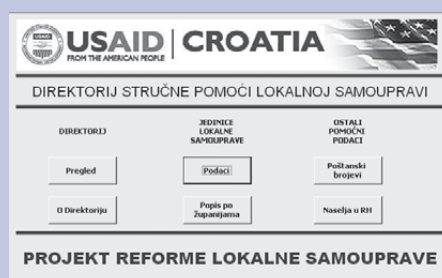 USAID | CROATIA
FROM THE AMERICAN PEOPLE
DIREKTORIJ STRUČNE POMOĆI LOKALNOJ SAMOUPRAVI
DIREKTORIJ
Pregled
O Direktoriju
JEDINICE
LOKALNE
SAMOUPRAVE
Podaci
Popis po
županijama
OSTALI
POMOĆNI
PODACI
Poštanski
brojevi
Naselja u RH
PROJEKT REFORME LOKALNE SAMOUPRAVE